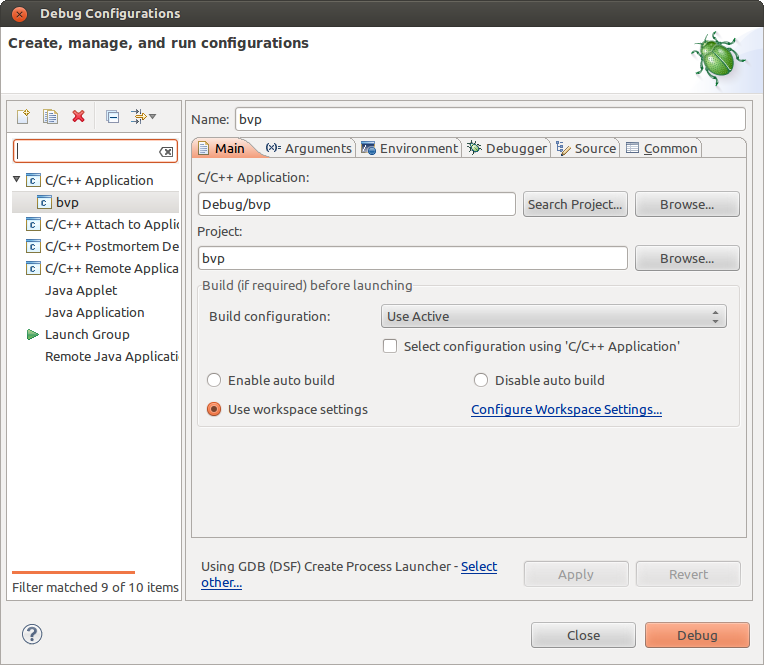 Debug Configurations
Create, manage, and run configurations
Name: bvp
Main (x)= Arguments Environment Debugger Source Common
C/C++ Application:
Debug/bvp Search Project... Browse...
Project:
bvp Browse...
Build (if required) before launching
Build configuration: Use Active
Select configuration using 'C/C++ Application'
Enable auto build Disable auto build
Use workspace settings Configure Workspace Settings...
C/C++ Application
bvp
C/C++ Attach to Applic
C/C++ Postmortem De
C/C++ Remote Applica
Java Applet
Java Application
Launch Group
Remote Java Applicati
Filter matched 9 of 10 items
Using GDB (DSF) Create Process Launcher - Select
other...
Apply Revert
? Close Debug